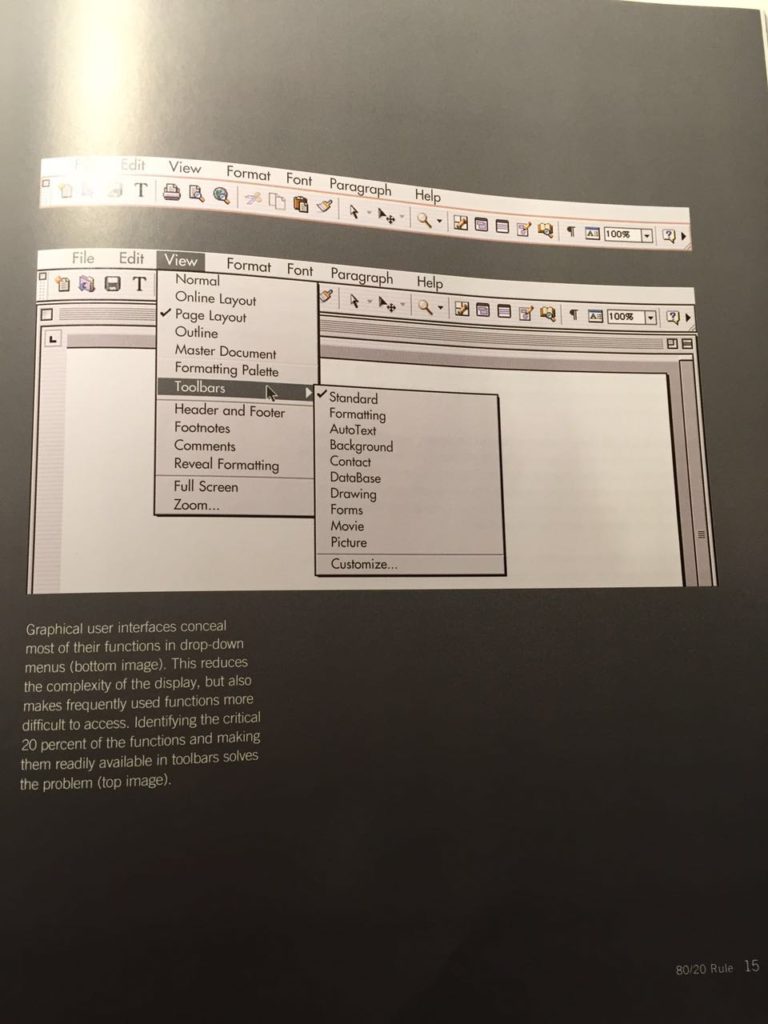 Edit View Format Font Paragraph Help
T 100%
File Edit View Format Font Paragraph Help
T 100%
Normal
Online Layout
Page Layout
Outline
Master Document
Formatting Palette
Toolbars
Header and Footer
Footnotes
Comments
Reveal Formatting
Full Screen
Zoom...
Standard
Formatting
AutoText
Background
Contact
DataBase
Drawing
Forms
Movie
Picture
Customize...
Graphical user interfaces conceal
most of their functions in drop-down
menus (bottom image). This reduces
the complexity of the display, but also
makes frequently used functions more
difficult to access. Identifying the critical
20 percent of the functions and making
them readily available in toolbars solves
the problem (top image).
80/20 Rule 15